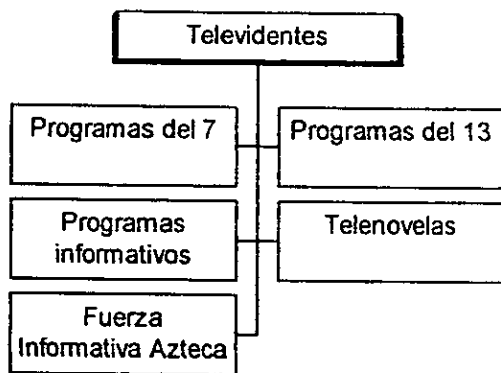 Televidentes
Programas del 7
Programas del 13
Programas
informativos
Telenovelas
Fuerza
Informativa Azteca